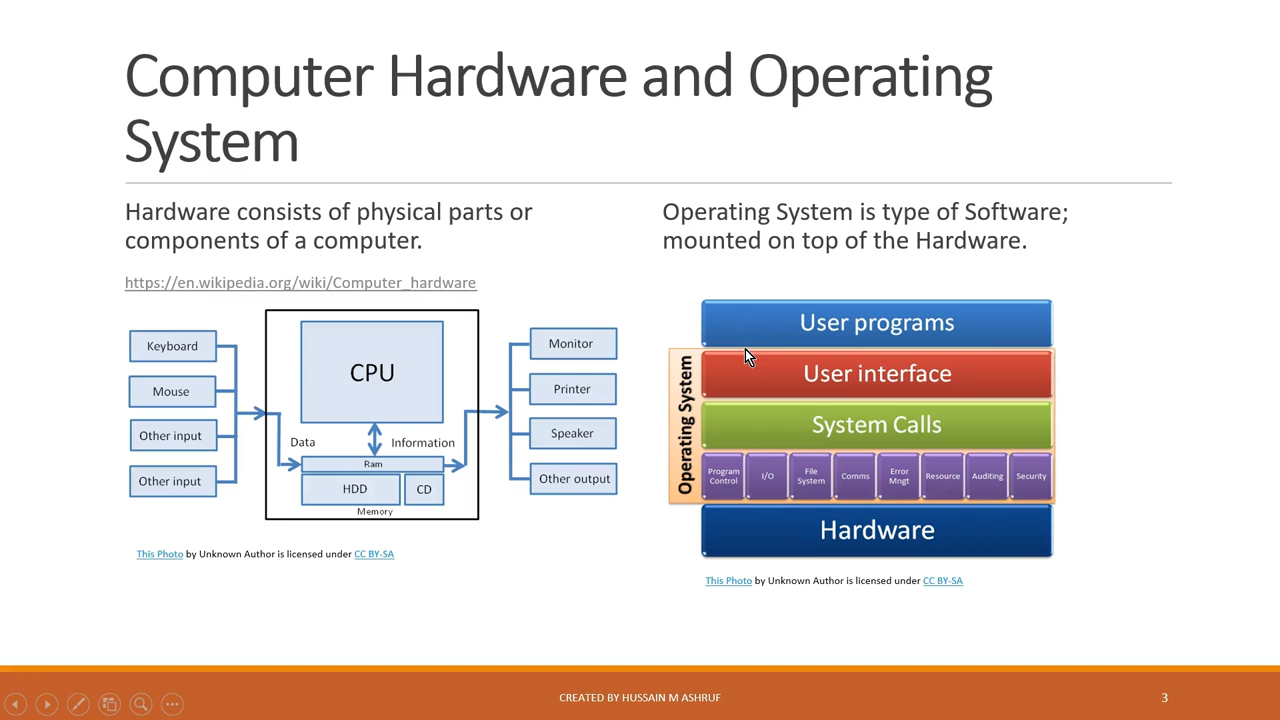 Computer Hardware and Operating
System
Hardware consists of physical parts or
components of a computer.
https://en.wikipedia.org/wiki/Computer_hardware
Keyboard
Mouse
Other input
Other input
CPU
Data
Information
Ram
HDD
CD
Memory
Monitor
Printer
Speaker
Other output
This Photo by Unknown Author is licensed under CC BY-SA
Operating System is type of Software;
mounted on top of the Hardware.
Operating System
User programs
User interface
System Calls
Program
Control
I/O
File
System
Comms
Error
Mngt
Resource
Auditing
Security
Hardware
This Photo by Unknown Author is licensed under CC BY-SA
CREATED BY HUSSAIN M ASHRUF
3